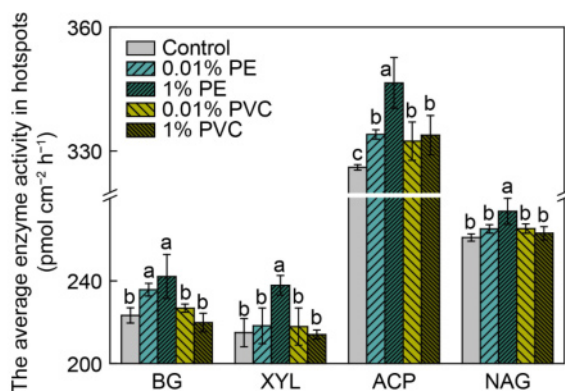 The average enzyme activity in hotspots
(pmol cm⁻² h⁻¹)
360
330
240
200
Control
0.01% PE
1% PE
0.01% PVC
1% PVC
b a a b b
b b a b b
c b a b b
b b a b b
BG XYL ACP NAG